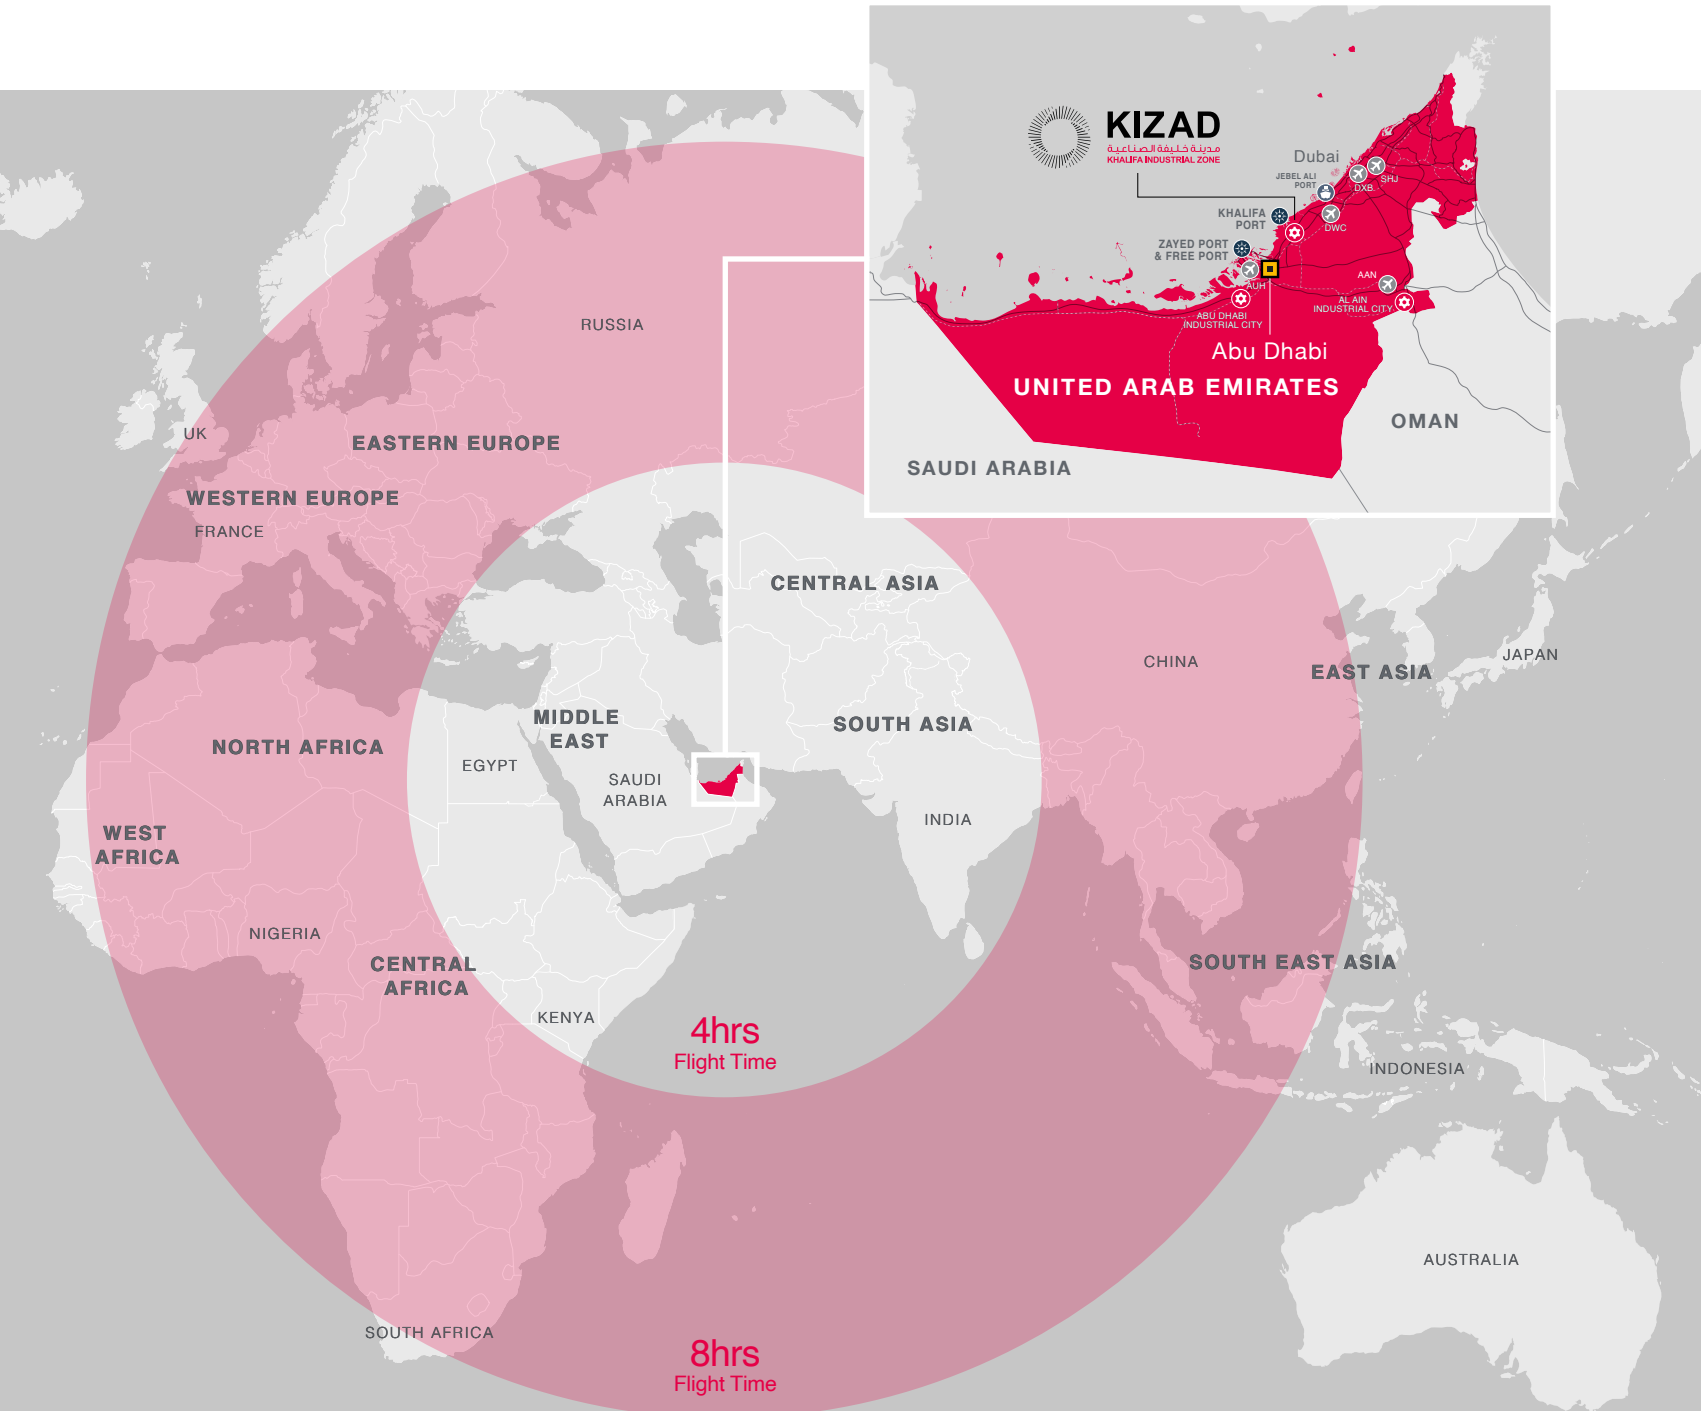 KIZAD
مدينة خليفة الصناعية
KHALIFA INDUSTRIAL ZONE
Dubai
JEBEL ALI
PORT
DXB
SHJ
KHALIFA
PORT
DWC
ZAYED PORT
& FREE PORT
AUH
AAN
ABU DHABI
INDUSTRIAL CITY
AL AIN
INDUSTRIAL CITY
Abu Dhabi
UNITED ARAB EMIRATES
OMAN
SAUDI ARABIA
RUSSIA
UK
EASTERN EUROPE
WESTERN EUROPE
FRANCE
CENTRAL ASIA
CHINA
EAST ASIA
JAPAN
MIDDLE
EAST
SOUTH ASIA
NORTH AFRICA
EGYPT
SAUDI
ARABIA
INDIA
WEST
AFRICA
NIGERIA
CENTRAL
AFRICA
SOUTH EAST ASIA
KENYA
4hrs
Flight Time
INDONESIA
AUSTRALIA
SOUTH AFRICA
8hrs
Flight Time